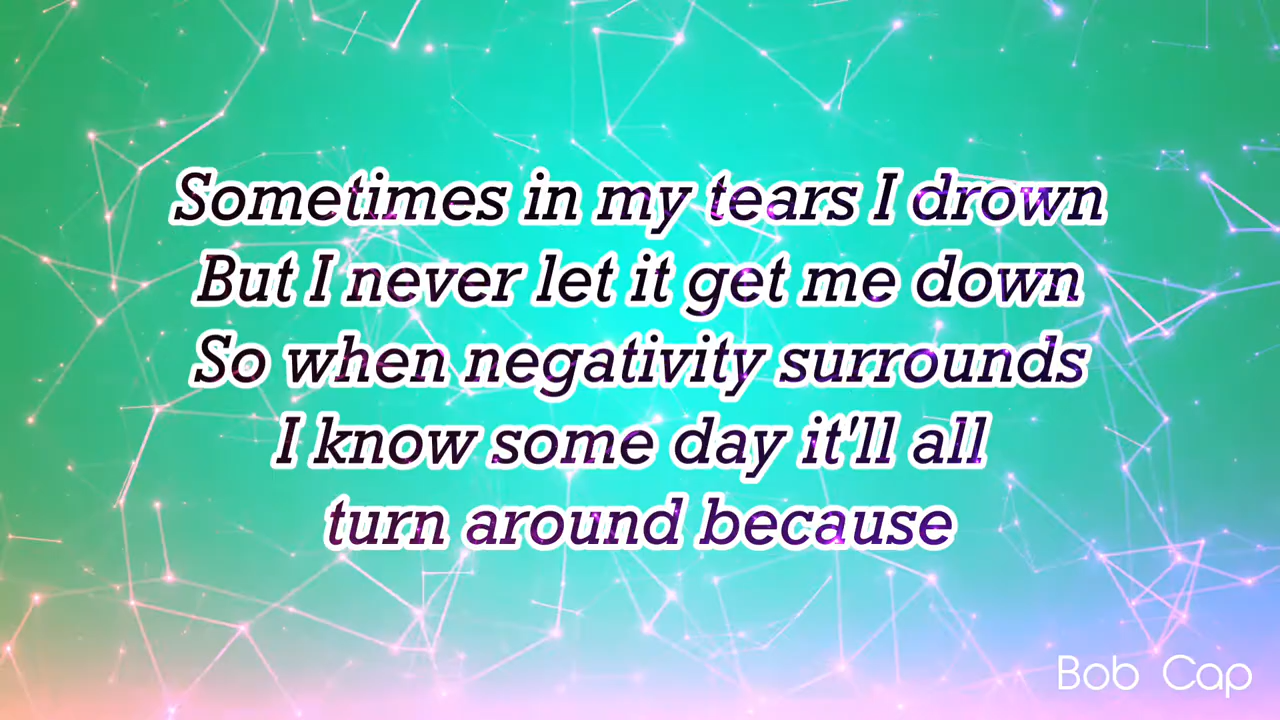 Sometimes in my tears I drown
But I never let it get me down
So when negativity surrounds
I know some day it'll all
turn around because
Bob Cap